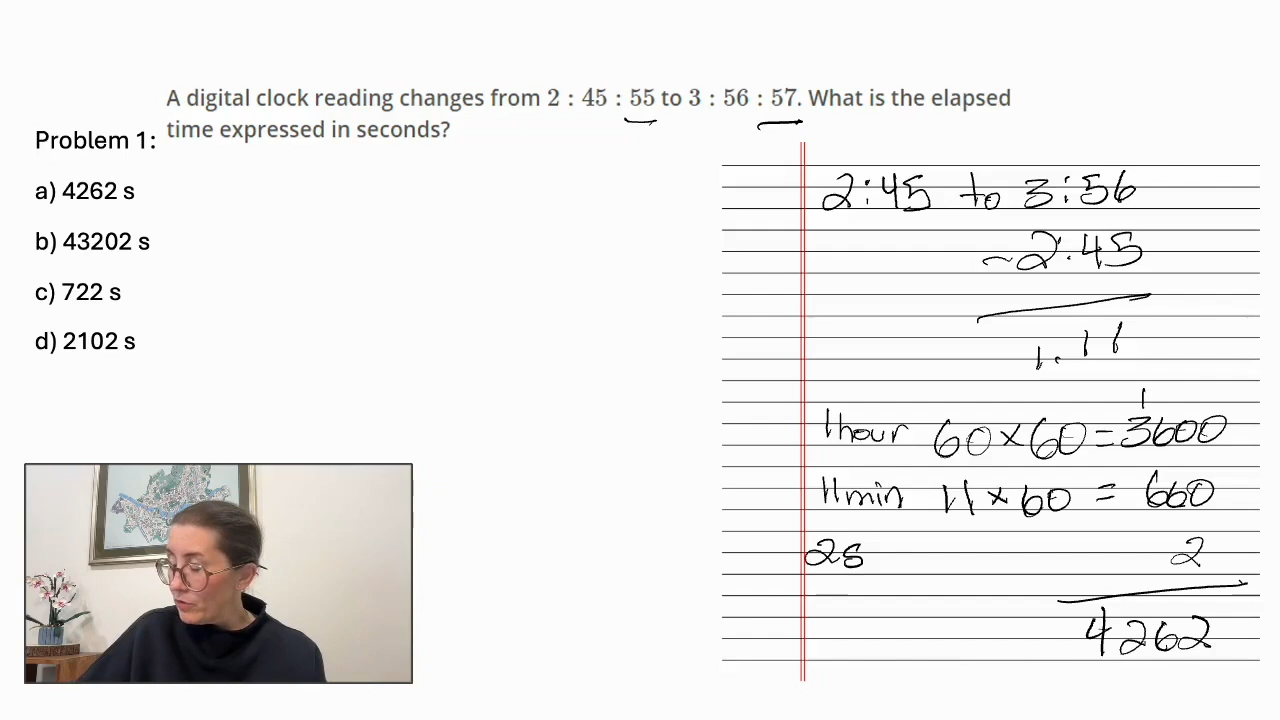 A digital clock reading changes from 2 : 45 : 55 to 3 : 56 : 57. What is the elapsed
time expressed in seconds?
Problem 1:
a) 4262 s
b) 43202 s
c) 722 s
d) 2102 s
2:45 to 3:56
-2:45
1.11
1
1hour 60×60=3600
11min 11×60 = 660
2s 2
4262